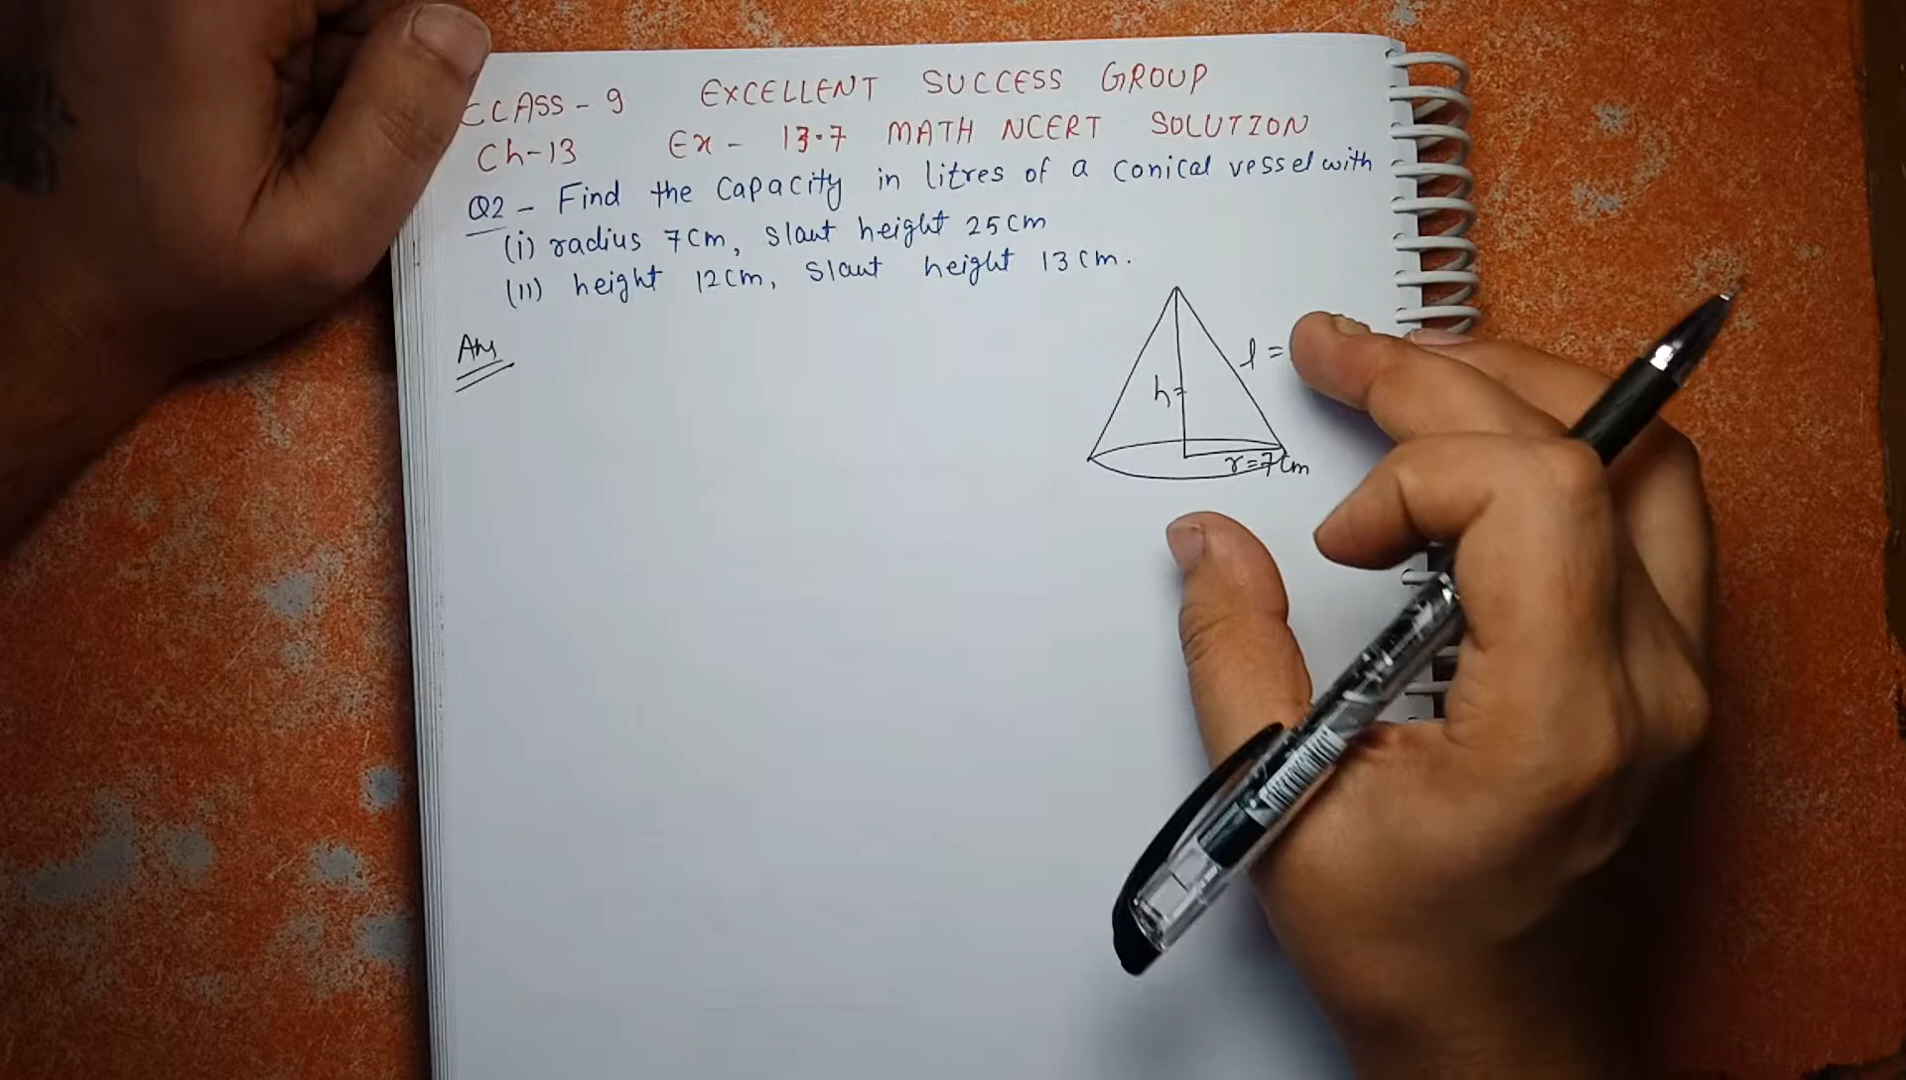 CLASS - 9 EXCELLENT SUCCESS GROUP
Ch-13 Ex - 13.7 MATH NCERT SOLUTION
Q2 - Find the Capacity in litres of a conical vessel with
(i) radius 7cm, slant height 25cm
(11) height 12cm, slant height 13cm.
Ans
l =
h=
r=7cm